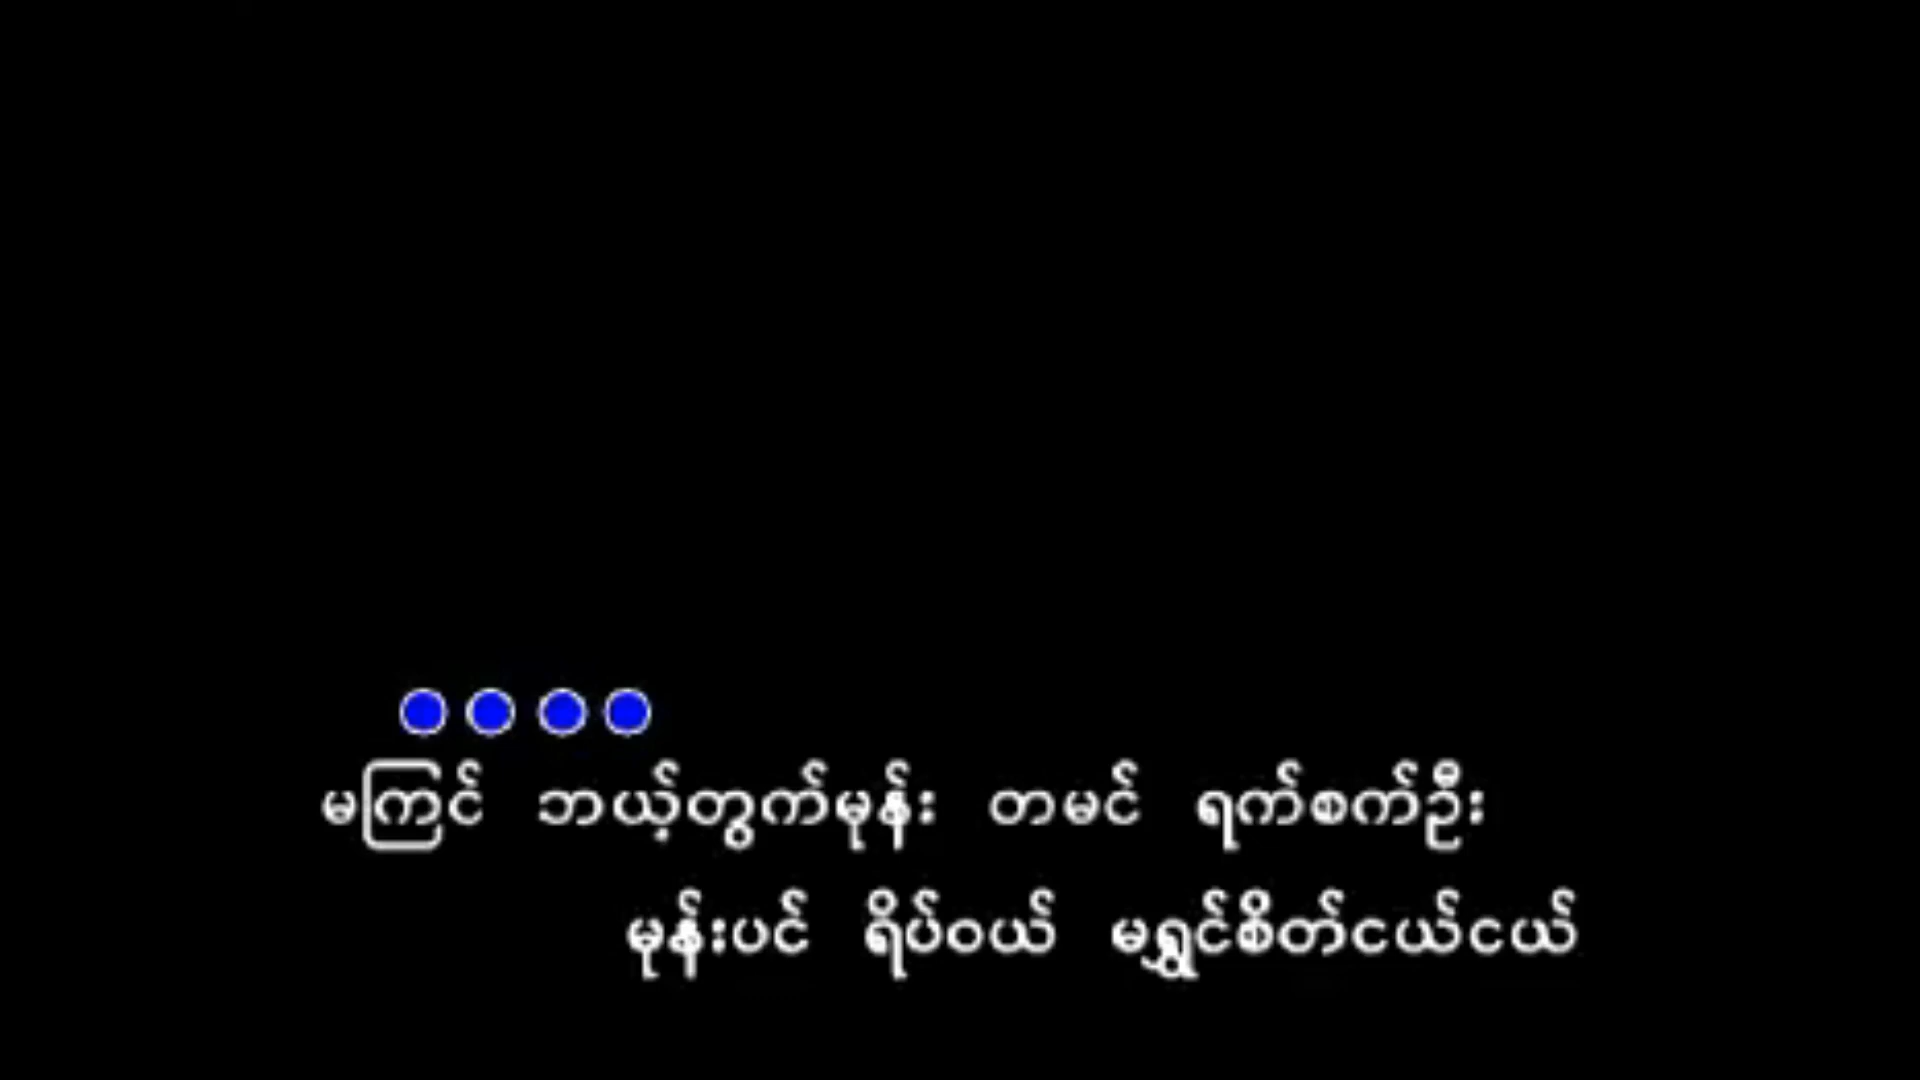 မကြင် ဘယ့်တွက်မုန်း တမင် ရက်စက်ဦး
မုန်းပင် ရိုပ်ဝယ် မရွှင်စိတ်ငယ်ငယ်